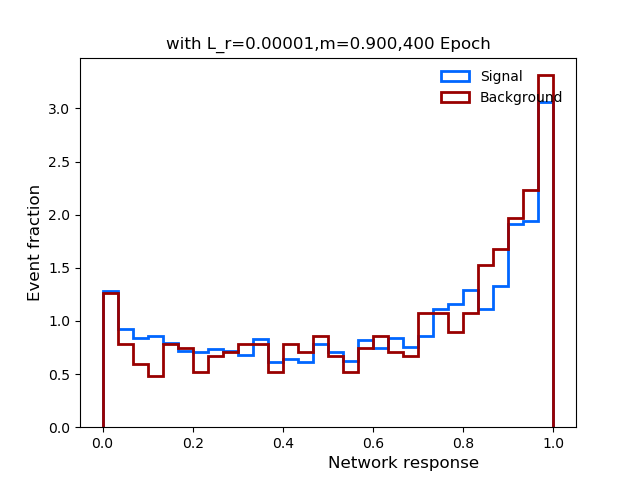 with L_r=0.00001,m=0.900,400 Epoch
Signal
Background
Event fraction
3.0
2.5
2.0
1.5
1.0
0.5
0.0
0.0 0.2 0.4 0.6 0.8 1.0
Network response